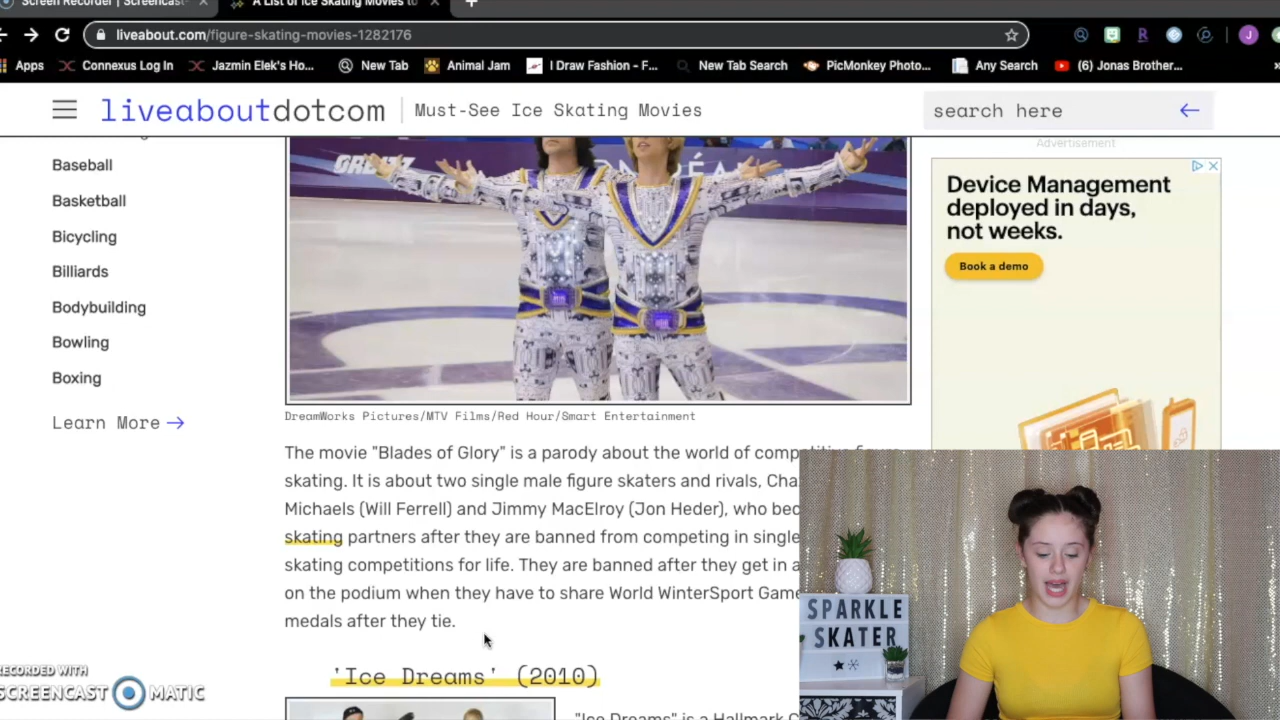 Screen Recorder | Screencast-
A List of Ice Skating Movies to
liveabout.com/figure-skating-movies-1282176
J
Apps Connexus Log In Jazmin Elek's Ho... New Tab Animal Jam I Draw Fashion - F... New Tab Search PicMonkey Photo... Any Search (6) Jonas Brother... »
liveaboutdotcom Must-See Ice Skating Movies search here
Baseball
Basketball
Bicycling
Billiards
Bodybuilding
Bowling
Boxing
Learn More →
DreamWorks Pictures/MTV Films/Red Hour/Smart Entertainment
The movie "Blades of Glory" is a parody about the world of competitive
skating. It is about two single male figure skaters and rivals, Cha
Michaels (Will Ferrell) and Jimmy MacElroy (Jon Heder), who bec
skating partners after they are banned from competing in single
skating competitions for life. They are banned after they get in a
on the podium when they have to share World WinterSport Game
medals after they tie.
'Ice Dreams' (2010)
"Ice Dreams" is a Hallmark C
Advertisement
Device Management
deployed in days,
not weeks.
Book a demo
SPARKLE
SKATER
RECORDED WITH
SCREENCAST MATIC